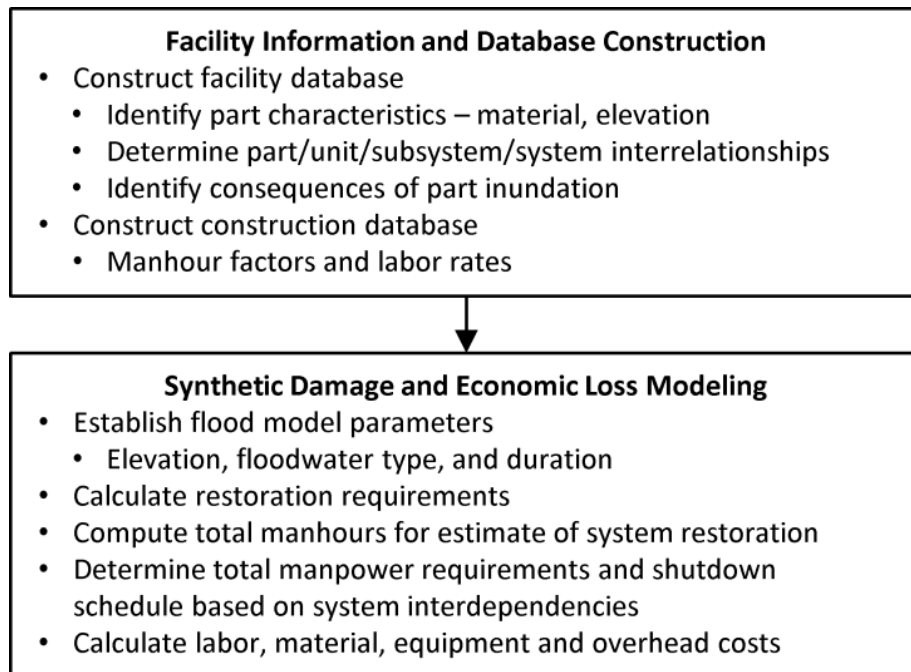 Facility Information and Database Construction
• Construct facility database
• Identify part characteristics – material, elevation
• Determine part/unit/subsystem/system interrelationships
• Identify consequences of part inundation
• Construct construction database
• Manhour factors and labor rates
Synthetic Damage and Economic Loss Modeling
• Establish flood model parameters
• Elevation, floodwater type, and duration
• Calculate restoration requirements
• Compute total manhours for estimate of system restoration
• Determine total manpower requirements and shutdown
schedule based on system interdependencies
• Calculate labor, material, equipment and overhead costs